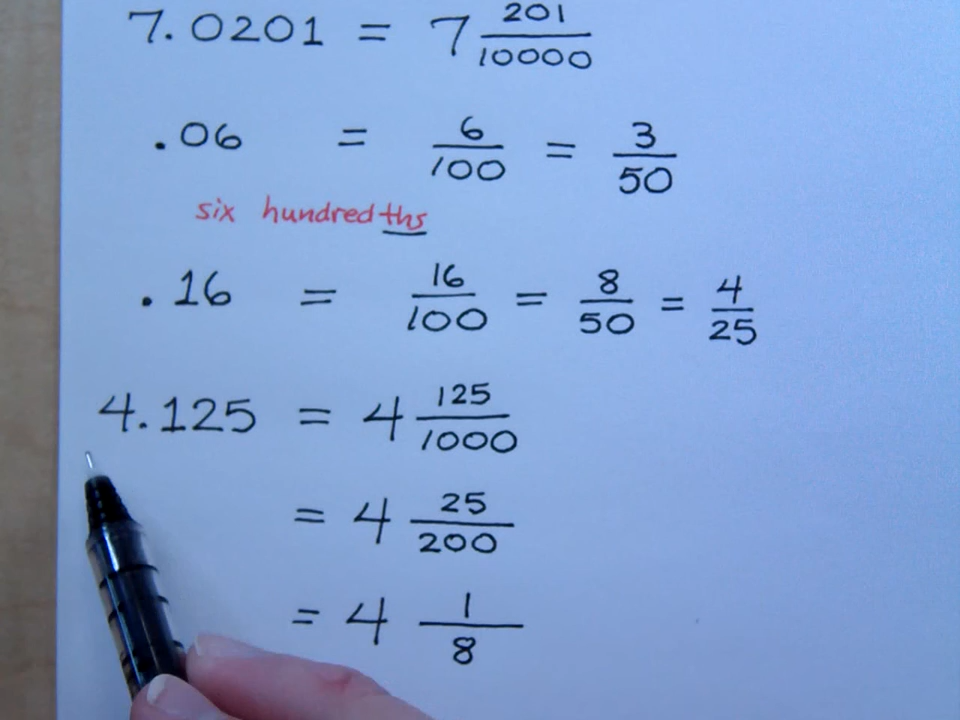 7.0201 = 7 201/10000
.06 = 6/100 = 3/50
six hundredths
.16 = 16/100 = 8/50 = 4/25
4.125 = 4 125/1000
= 4 25/200
= 4 1/8